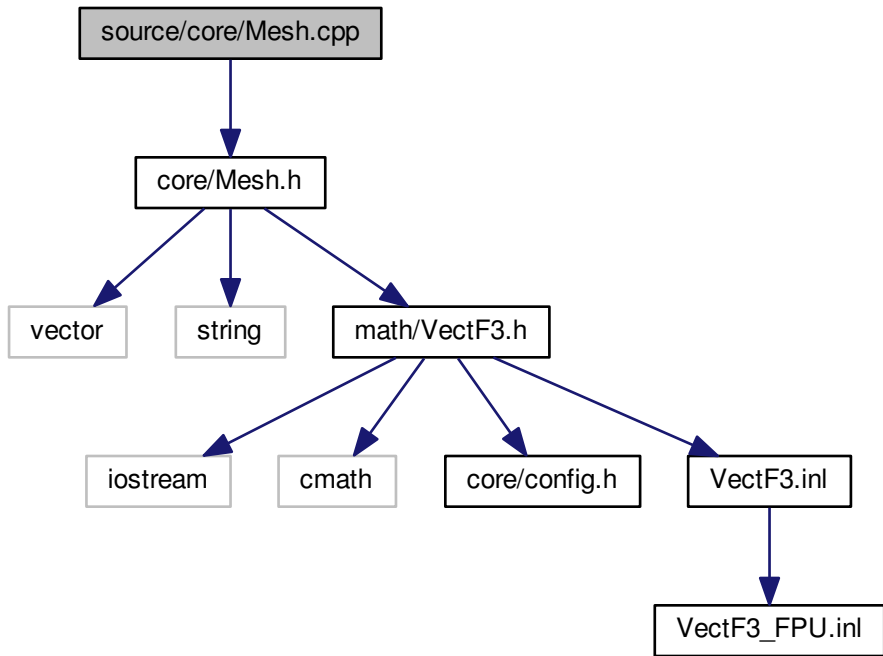 source/core/Mesh.cpp
core/Mesh.h
vector
string
math/VectF3.h
iostream
cmath
core/config.h
VectF3.inl
VectF3_FPU.inl